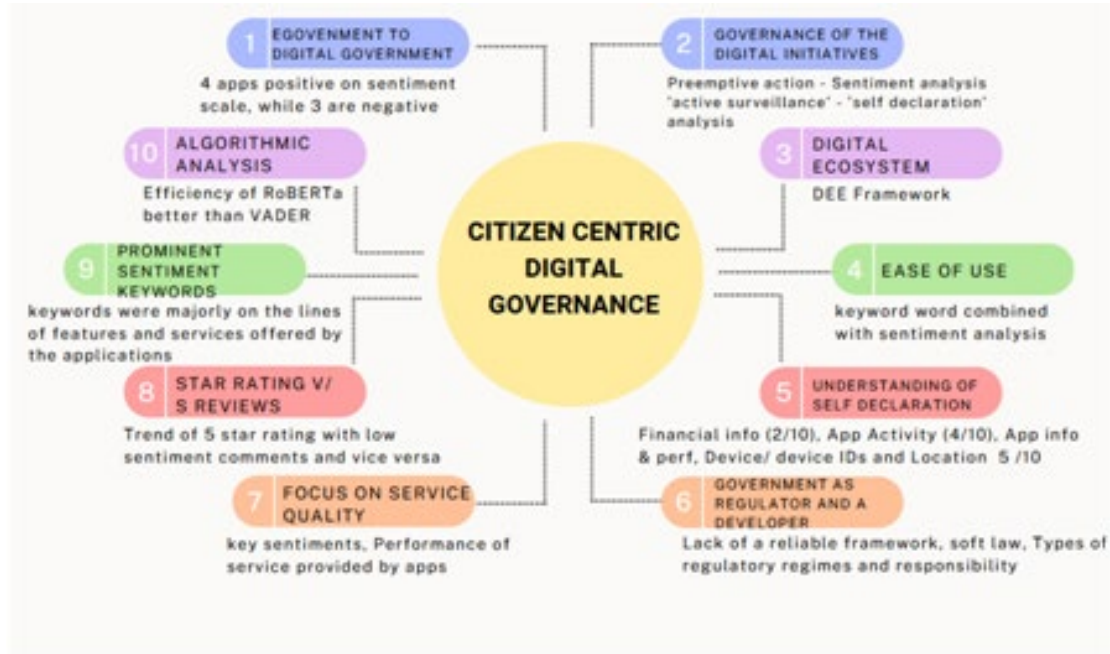 1
EGOVENMENT TO
DIGITAL GOVERNMENT
4 apps positive on sentiment
scale, while 3 are negative
2
GOVERNANCE OF THE
DIGITAL INITIATIVES
Preemptive action - Sentiment analysis
'active surveillance' - 'self declaration'
analysis
10
ALGORITHMIC
ANALYSIS
Efficiency of RoBERTa
better than VADER
3
DIGITAL
ECOSYSTEM
DEE Framework
CITIZEN CENTRIC
DIGITAL
GOVERNANCE
9
PROMINENT
SENTIMENT
KEYWORDS
keywords were majorly on the lines
of features and services offered by
the applications
4
EASE OF USE
keyword word combined
with sentiment analysis
8
STAR RATING V/
S REVIEWS
Trend of 5 star rating with low
sentiment comments and vice versa
5
UNDERSTANDING OF
SELF DECLARATION
Financial info (2/10), App Activity (4/10), App info
& perf, Device/ device IDs and Location 5 /10
7
FOCUS ON SERVICE
QUALITY
key sentiments, Performance of
service provided by apps
6
GOVERNMENT AS
REGULATOR AND A
DEVELOPER
Lack of a reliable framework, soft law, Types of
regulatory regimes and responsibility